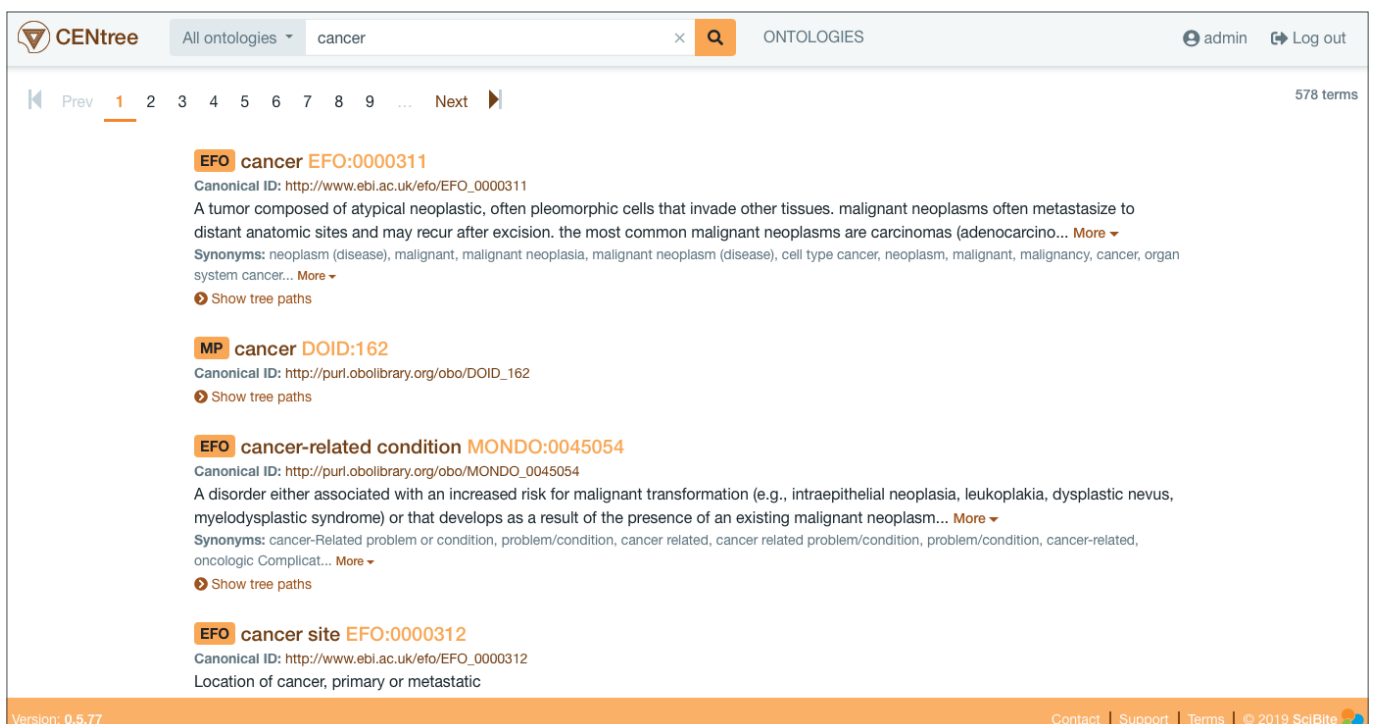 CENtree All ontologies cancer × ONTOLOGIES admin Log out
Prev 1 2 3 4 5 6 7 8 9 ... Next 578 terms
EFO cancer EFO:0000311
Canonical ID: http://www.ebi.ac.uk/efo/EFO_0000311
A tumor composed of atypical neoplastic, often pleomorphic cells that invade other tissues. malignant neoplasms often metastasize to
distant anatomic sites and may recur after excision. the most common malignant neoplasms are carcinomas (adenocarcino... More
Synonyms: neoplasm (disease), malignant, malignant neoplasia, malignant neoplasm (disease), cell type cancer, neoplasm, malignant, malignancy, cancer, organ
system cancer... More
Show tree paths
MP cancer DOID:162
Canonical ID: http://purl.obolibrary.org/obo/DOID_162
Show tree paths
EFO cancer-related condition MONDO:0045054
Canonical ID: http://purl.obolibrary.org/obo/MONDO_0045054
A disorder either associated with an increased risk for malignant transformation (e.g., intraepithelial neoplasia, leukoplakia, dysplastic nevus,
myelodysplastic syndrome) or that develops as a result of the presence of an existing malignant neoplasm... More
Synonyms: cancer-Related problem or condition, problem/condition, cancer related, cancer related problem/condition, problem/condition, cancer-related,
oncologic Complicat... More
Show tree paths
EFO cancer site EFO:0000312
Canonical ID: http://www.ebi.ac.uk/efo/EFO_0000312
Location of cancer, primary or metastatic
Version: 0.5.77 Contact | Support | Terms | © 2019 SciBite